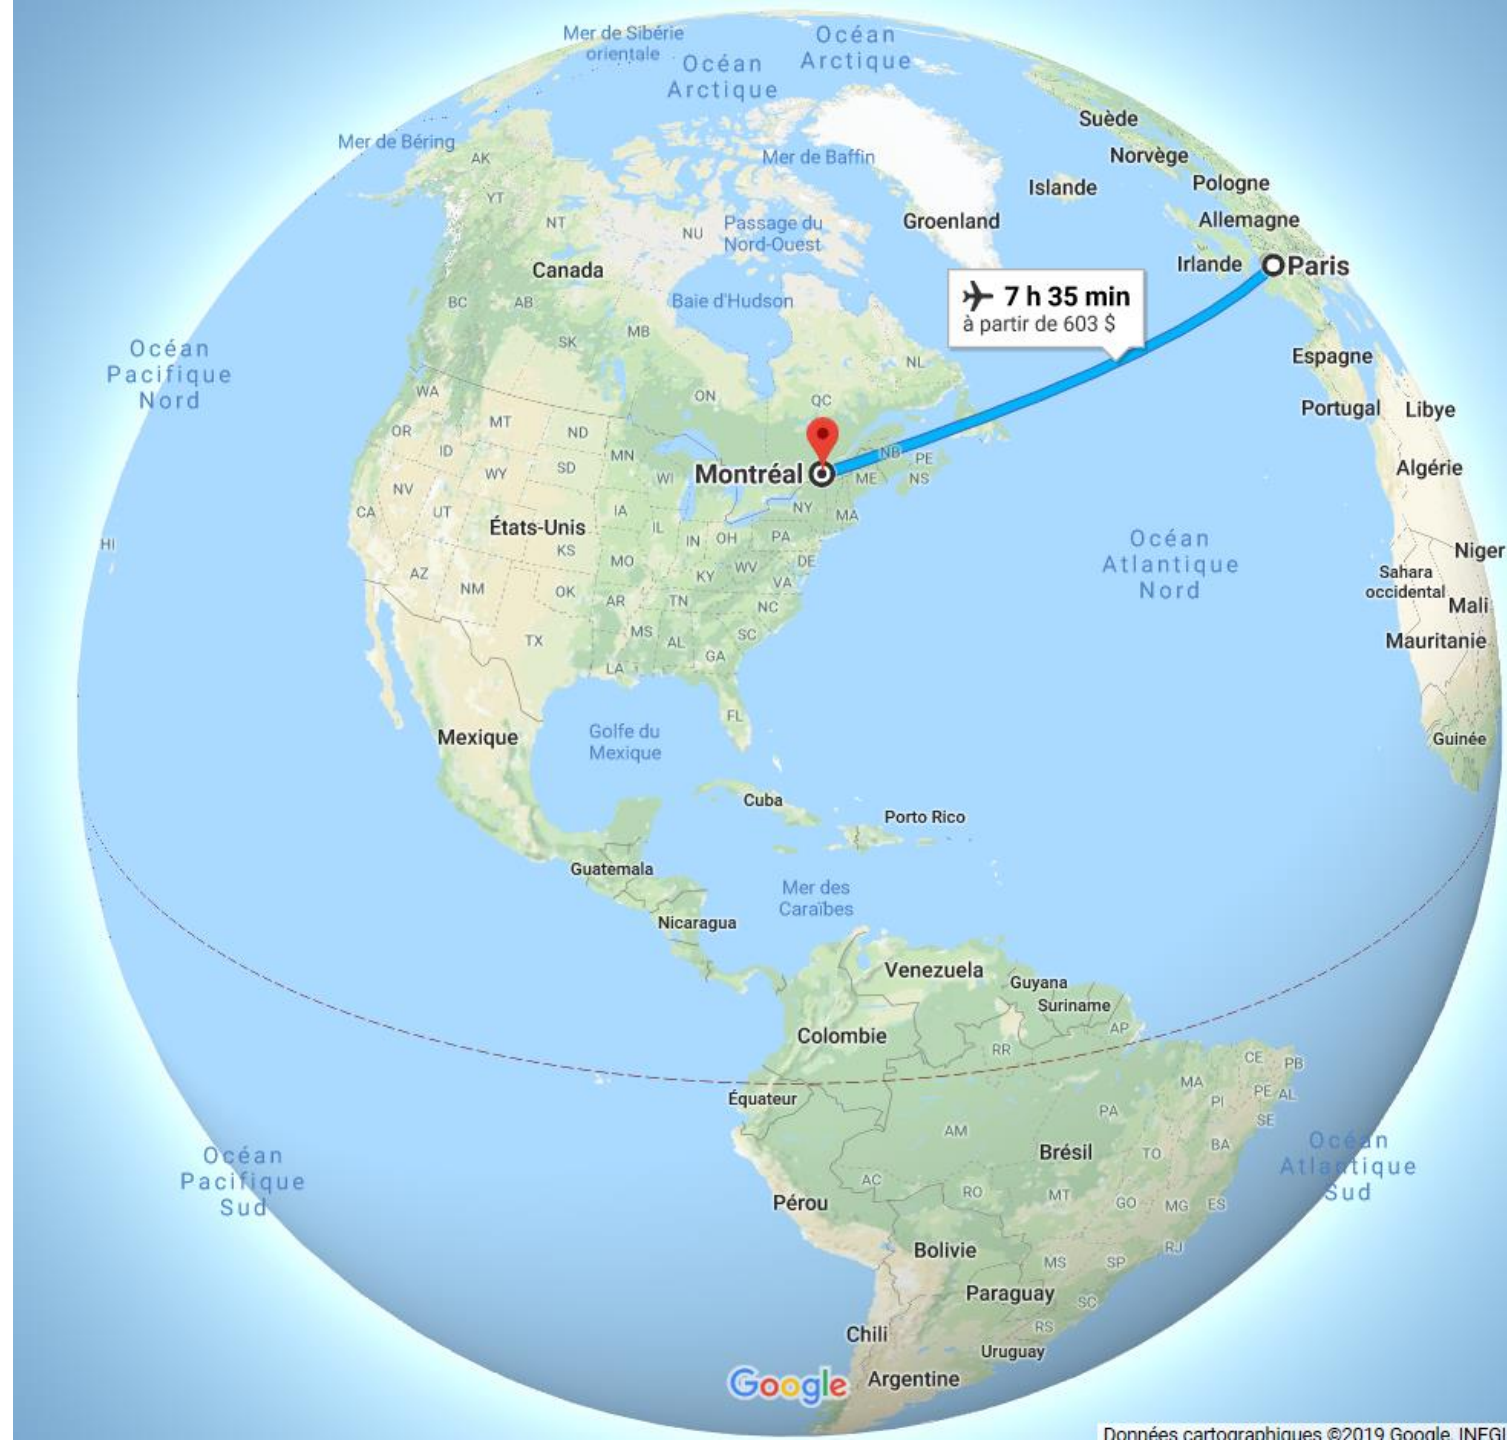 Mer de Sibérie
orientale
Océan
Arctique
Océan
Arctique
Suède
Mer de Béring
AK
Mer de Baffin
Norvège
Islande
Pologne
YT
NT
NU
Passage du
Nord-Ouest
Groenland
Allemagne
Canada
Irlande
Paris
BC
AB
Baie d'Hudson
7 h 35 min
à partir de 603 $
MB
SK
Océan
Pacifique
Nord
NL
Espagne
WA
ON
QC
Portugal
Libye
OR
MT
ND
ID
MN
NB
PE
WY
SD
WI
Montréal
ME
NS
Algérie
NV
CA
UT
IA
NY
MA
États-Unis
IL
IN
OH
PA
HI
KS
MO
WV
DE
Océan
Atlantique
Nord
Niger
AZ
NM
OK
KY
VA
Sahara
occidental
AR
TN
NC
Mali
TX
MS
AL
SC
GA
Mauritanie
LA
FL
Mexique
Golfe du
Mexique
Guinée
Cuba
Porto Rico
Guatemala
Mer des
Caraïbes
Nicaragua
Venezuela
Guyana
Suriname
Colombie
AP
RR
CE
PB
Équateur
MA
PI
PE
AL
PA
SE
AM
Brésil
TO
BA
Océan
Atlantique
Sud
Océan
Pacifique
Sud
AC
RO
MT
GO
MG
ES
Pérou
Bolivie
MS
SP
RJ
Paraguay
SC
RS
Chili
Uruguay
Google
Argentine
Données cartographiques ©2019 Google, INEGI